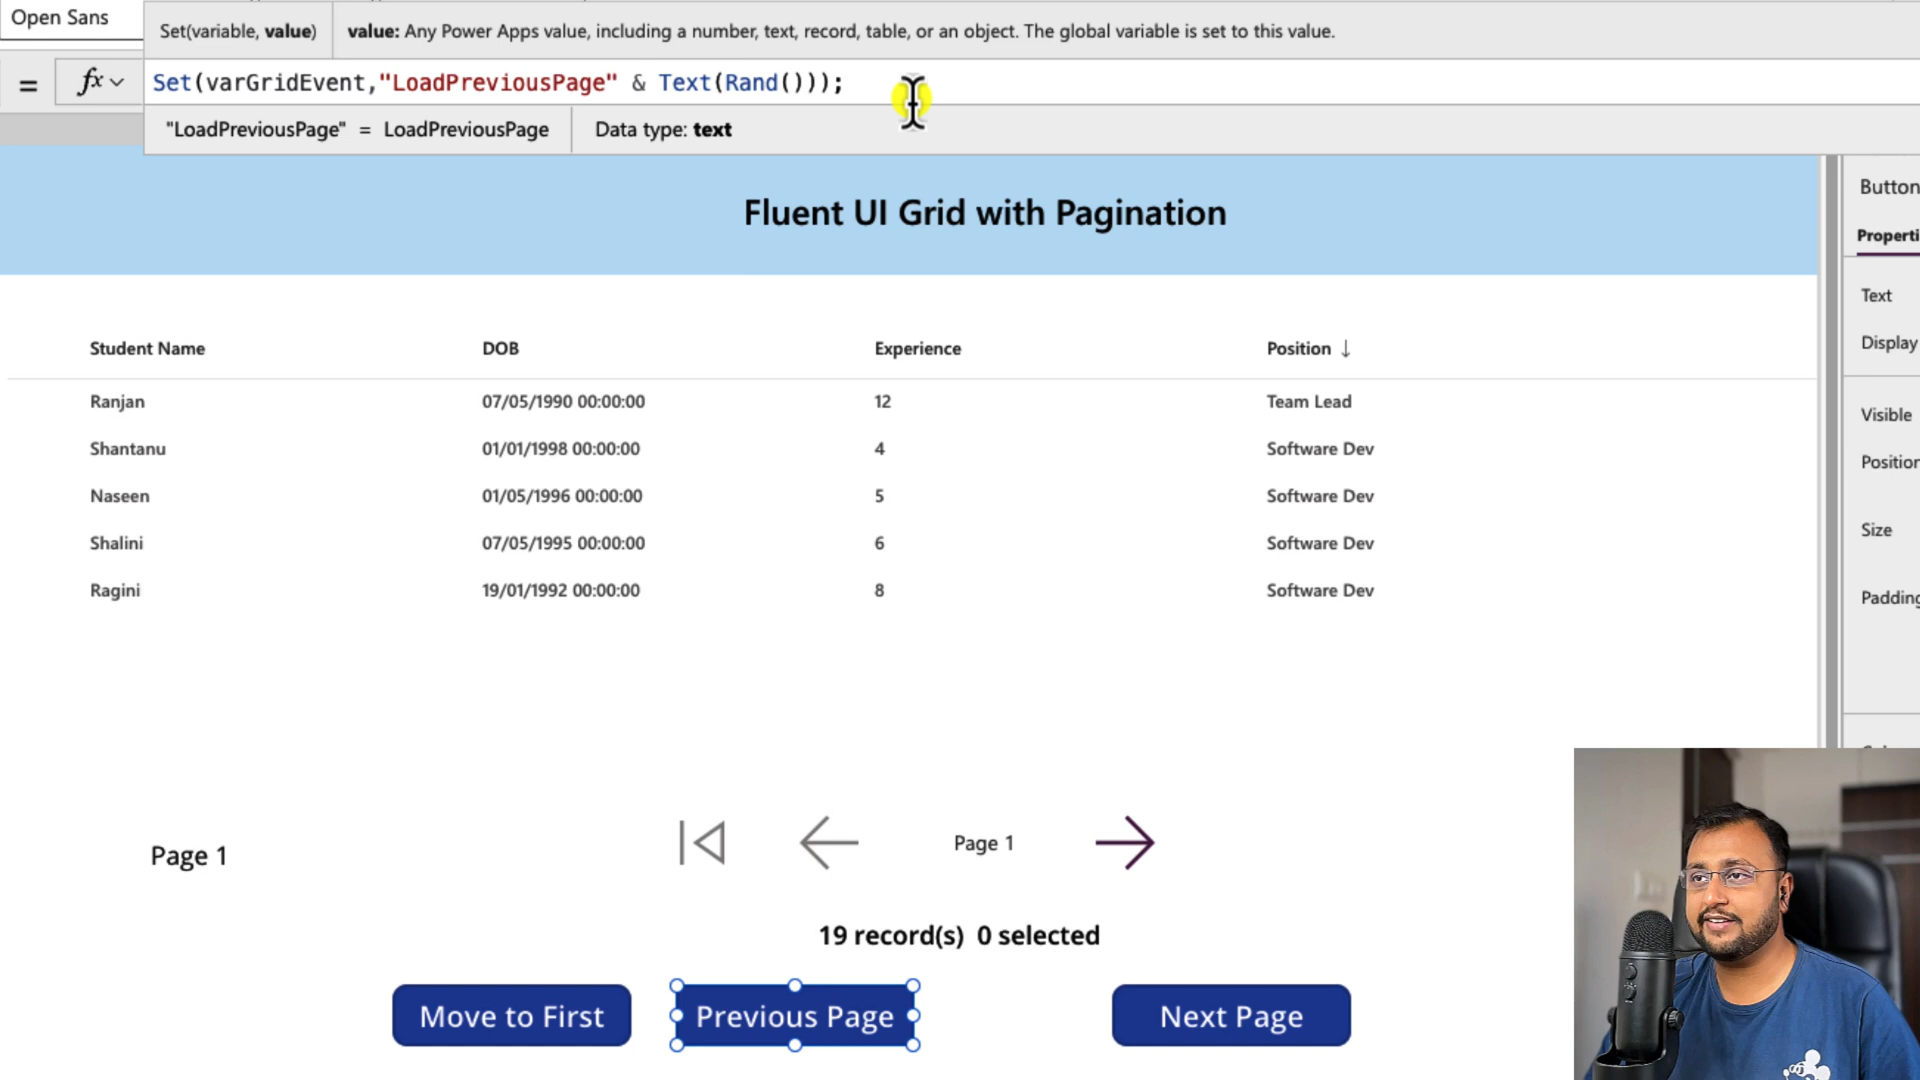 Open Sans
Set(variable, value) value: Any Power Apps value, including a number, text, record, table, or an object. The global variable is set to this value.
= fx Set(varGridEvent,"LoadPreviousPage" & Text(Rand()));
"LoadPreviousPage" = LoadPreviousPage Data type: text
Fluent UI Grid with Pagination
Button
Properti
Text
Display
Visible
Position
Size
Padding
Student Name DOB Experience Position ↓
Ranjan 07/05/1990 00:00:00 12 Team Lead
Shantanu 01/01/1998 00:00:00 4 Software Dev
Naseen 01/05/1996 00:00:00 5 Software Dev
Shalini 07/05/1995 00:00:00 6 Software Dev
Ragini 19/01/1992 00:00:00 8 Software Dev
Page 1
Page 1
19 record(s) 0 selected
Move to First
Previous Page
Next Page